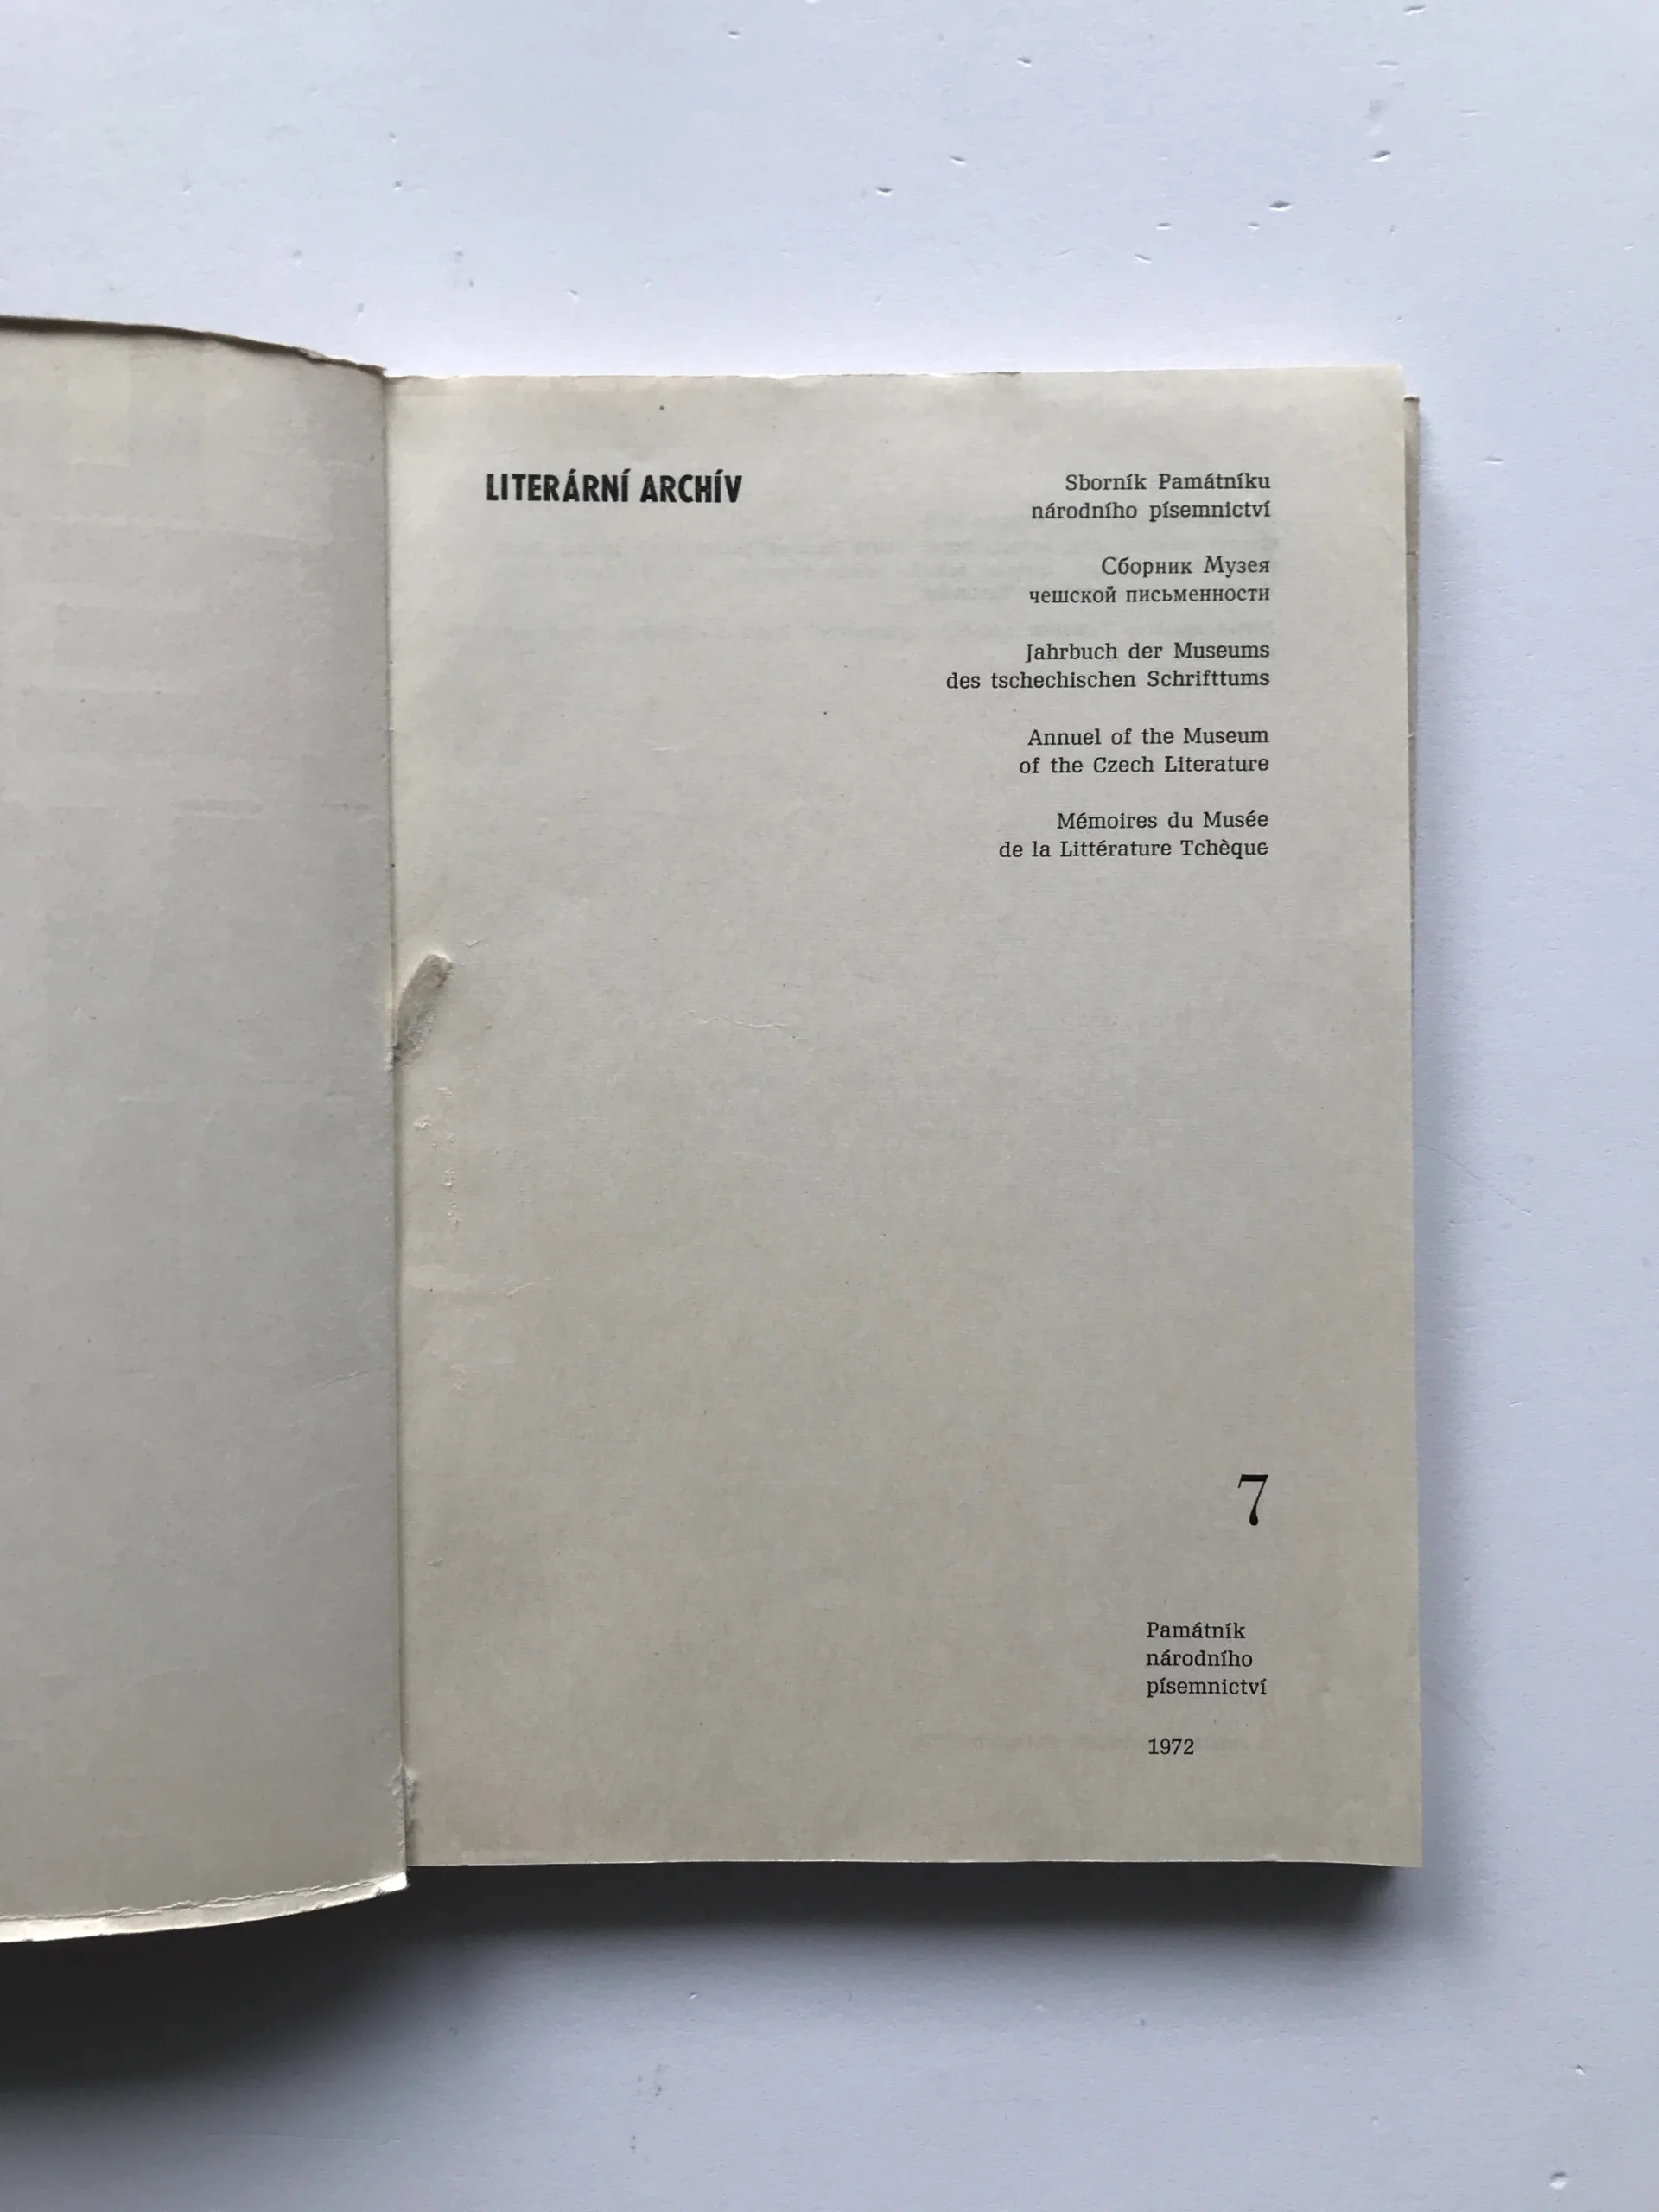 LITERÁRNÍ ARCHÍV
Sborník Památníku
národního písemnictví
Сборник Музея
чешской письменности
Jahrbuch der Museums
des tschechischen Schrifttums
Annuel of the Museum
of the Czech Literature
Mémoires du Musée
de la Littérature Tchèque
7
Památník
národního
písemnictví
1972